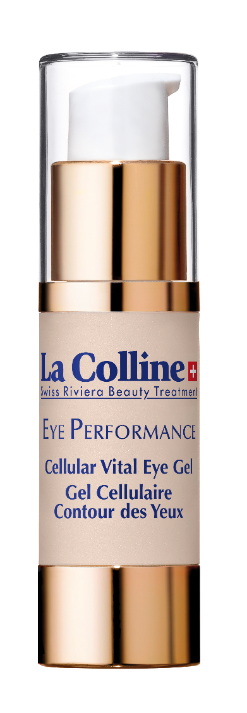 La Colline
Swiss Riviera Beauty Treatment
EYE PERFORMANCE
Cellular Vital Eye Gel
Gel Cellulaire
Contour des Yeux